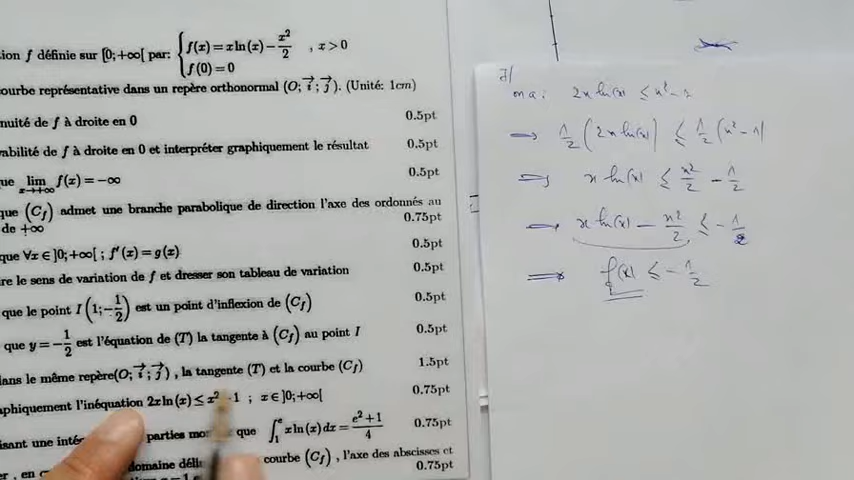 ion f définie sur [0;+∞[ par: { f(x) = x ln(x) − x²/2 , x > 0
f(0) = 0
ourbe représentative dans un repère orthonormal (O; i⃗; j⃗). (Unité: 1cm)
nuité de f à droite en 0 0.5pt
abilité de f à droite en 0 et interpréter graphiquement le résultat 0.5pt
ue lim x→+∞ f(x) = −∞ 0.5pt
que (Cf) admet une branche parabolique de direction l'axe des ordonnés au
de +∞ 0.75pt
que ∀x ∈ ]0;+∞[ ; f'(x) = g(x) 0.5pt
re le sens de variation de f et dresser son tableau de variation 0.5pt
que le point I(1; −1/2) est un point d'inflexion de (Cf) 0.5pt
que y = −1/2 est l'équation de (T) la tangente à (Cf) au point I 0.5pt
dans le même repère(O; i⃗; j⃗), la tangente (T) et la courbe (Cf) 1.5pt
aphiquement l'inéquation 2x ln(x) ≤ x² 1 ; x ∈ ]0;+∞[ 0.75pt
isant une inté parties mo que ∫₁ᵉ x ln(x) dx = (e²+1)/4 0.75pt
er , en domaine déli courbe (Cf) , l'axe des abscisses et
0.75pt
7/
on a : 2x ln(x) ≤ x² − 1
⟹ 1/2 (2x ln(x)) ≤ 1/2 (x² − 1)
⟹ x ln(x) ≤ x²/2 − 1/2
⟹ x ln(x) − x²/2 ≤ − 1/2
⟹ f(x) ≤ − 1/2